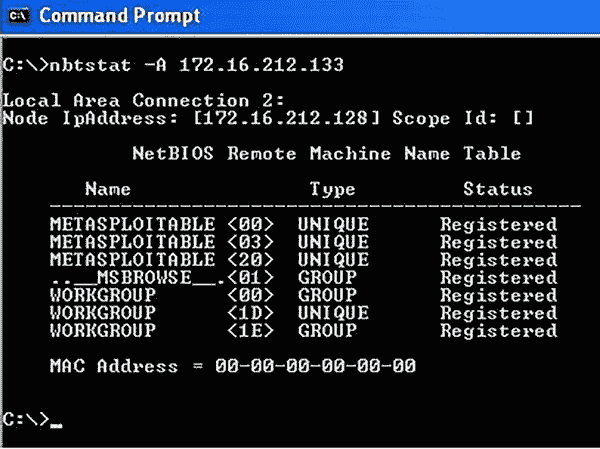 Command Prompt
C:\>nbtstat -A 172.16.212.133
Local Area Connection 2:
Node IpAddress: [172.16.212.128] Scope Id: []
NetBIOS Remote Machine Name Table
Name Type Status
---------------------------------------------
METASPLOITABLE <00> UNIQUE Registered
METASPLOITABLE <03> UNIQUE Registered
METASPLOITABLE <20> UNIQUE Registered
..__MSBROWSE__.<01> GROUP Registered
WORKGROUP <00> GROUP Registered
WORKGROUP <1D> UNIQUE Registered
WORKGROUP <1E> GROUP Registered
MAC Address = 00-00-00-00-00-00
C:\>_